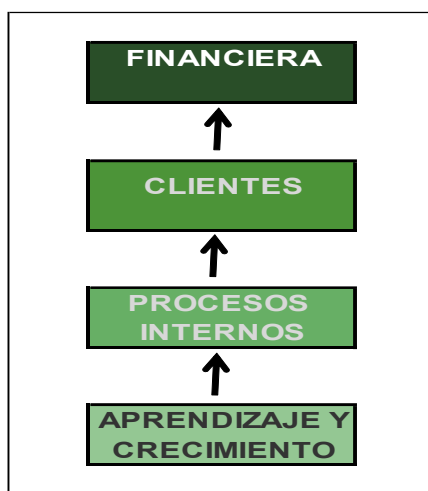 FINANCIERA
CLIENTES
PROCESOS
INTERNOS
APRENDIZAJE Y
CRECIMIENTO